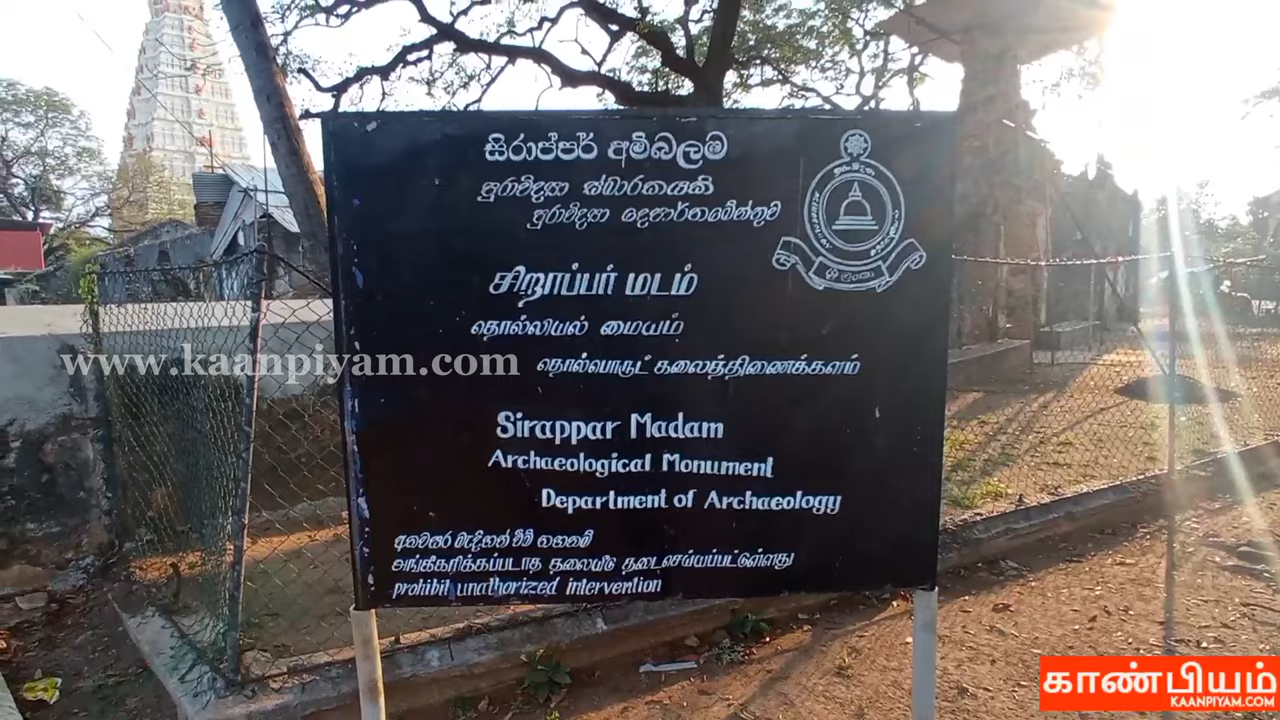 සිරාප්පර් අම්බලම
පුරාවිද්‍යා ස්මාරකයකි
පුරාවිද්‍යා දෙපාර්තමේන්තුව
சிறாப்பர் மடம்
தொல்லியல் மையம்
தொல்பொருட் கலைத்திணைக்களம்
www.kaanpiyam.com
Sirappar Madam
Archaeological Monument
Department of Archaeology
අනවසර මැදිහත් වීම් තහනම්
அங்கீகரிக்கப்படாத தலையீடு தடைசெய்யப்பட்டுள்ளது
prohibit unathorized intervention
காண்பியம்
KAANPIYAM.COM